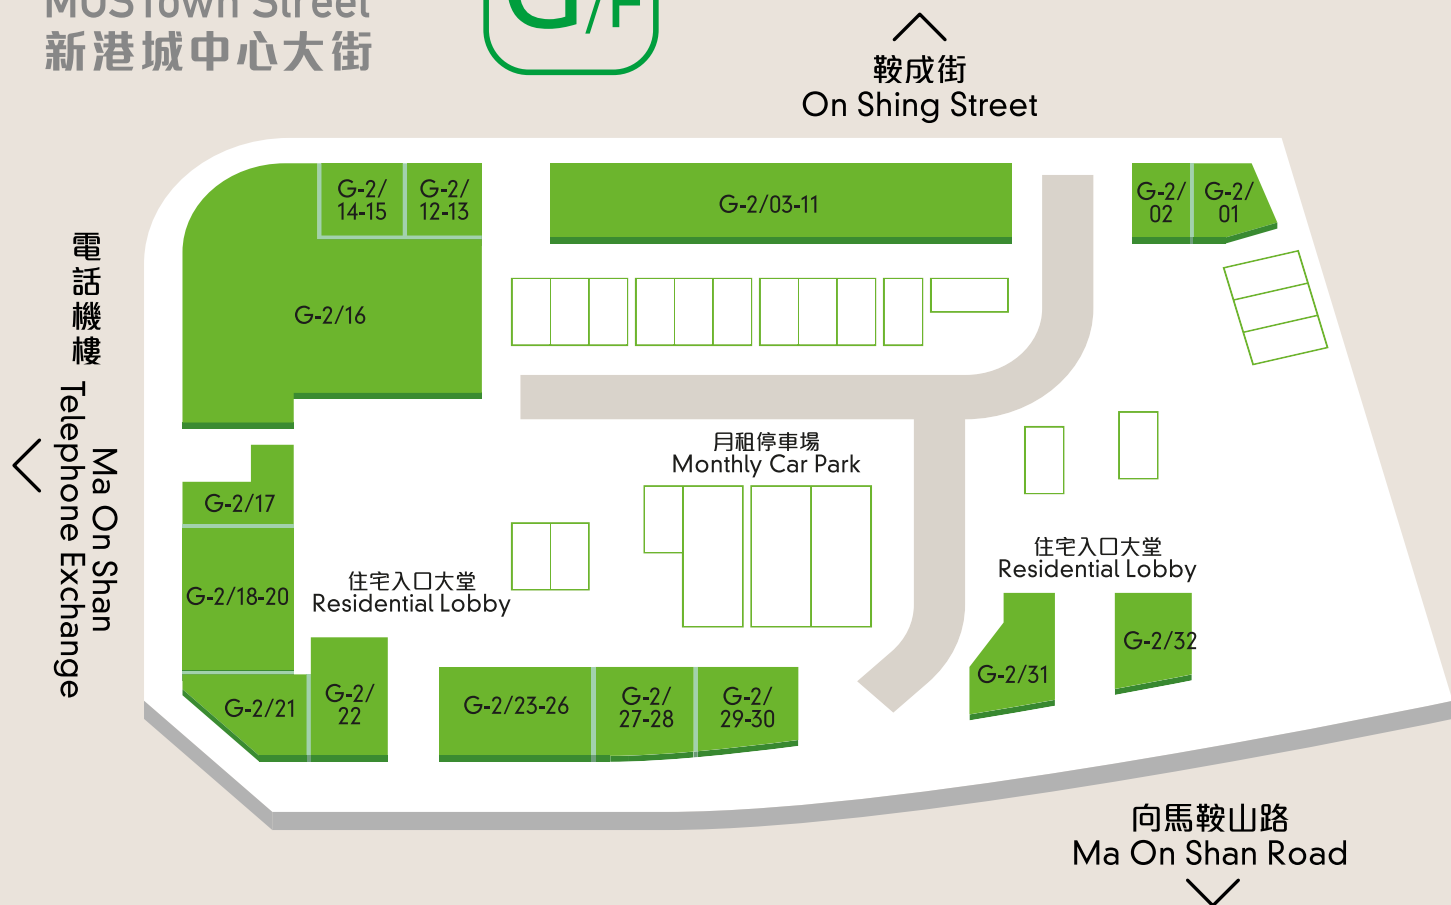 MOSTown Street
新港城中心大街
G/F
鞍成街
On Shing Street
G-2/
14-15
G-2/
12-13
G-2/03-11
G-2/
02
G-2/
01
G-2/16
電話機樓
Ma On Shan
Telephone Exchange
月租停車場
Monthly Car Park
G-2/17
G-2/18-20
住宅入口大堂
Residential Lobby
住宅入口大堂
Residential Lobby
G-2/21
G-2/
22
G-2/23-26
G-2/
27-28
G-2/
29-30
G-2/31
G-2/32
向馬鞍山路
Ma On Shan Road